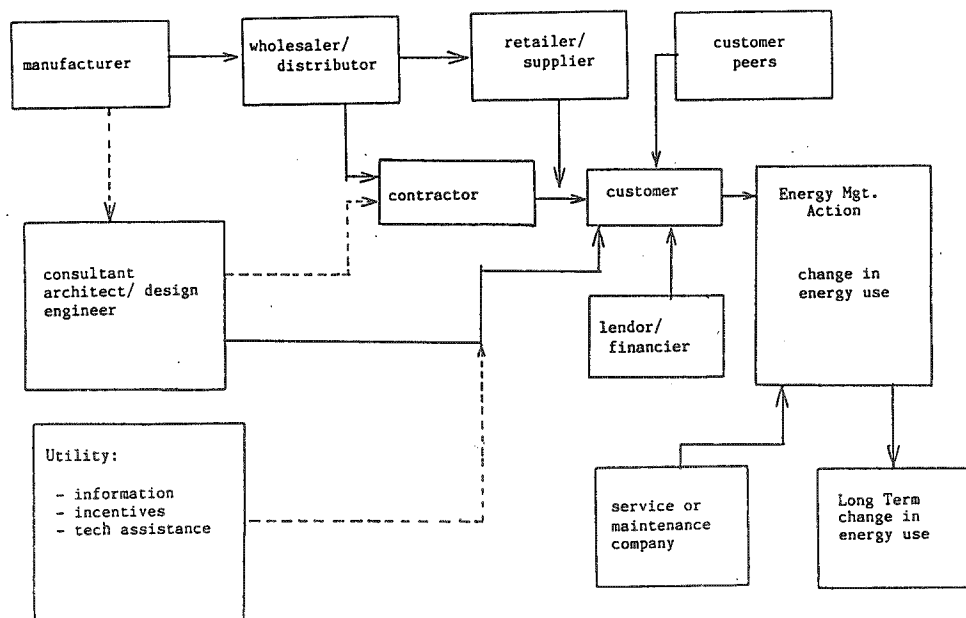 manufacturer
wholesaler/
distributor
retailer/
supplier
customer
peers
contractor
customer
Energy Mgt.
Action
change in
energy use
consultant
architect/ design
engineer
lendor/
financier
Utility:
- information
- incentives
- tech assistance
service or
maintenance
company
Long Term
change in
energy use